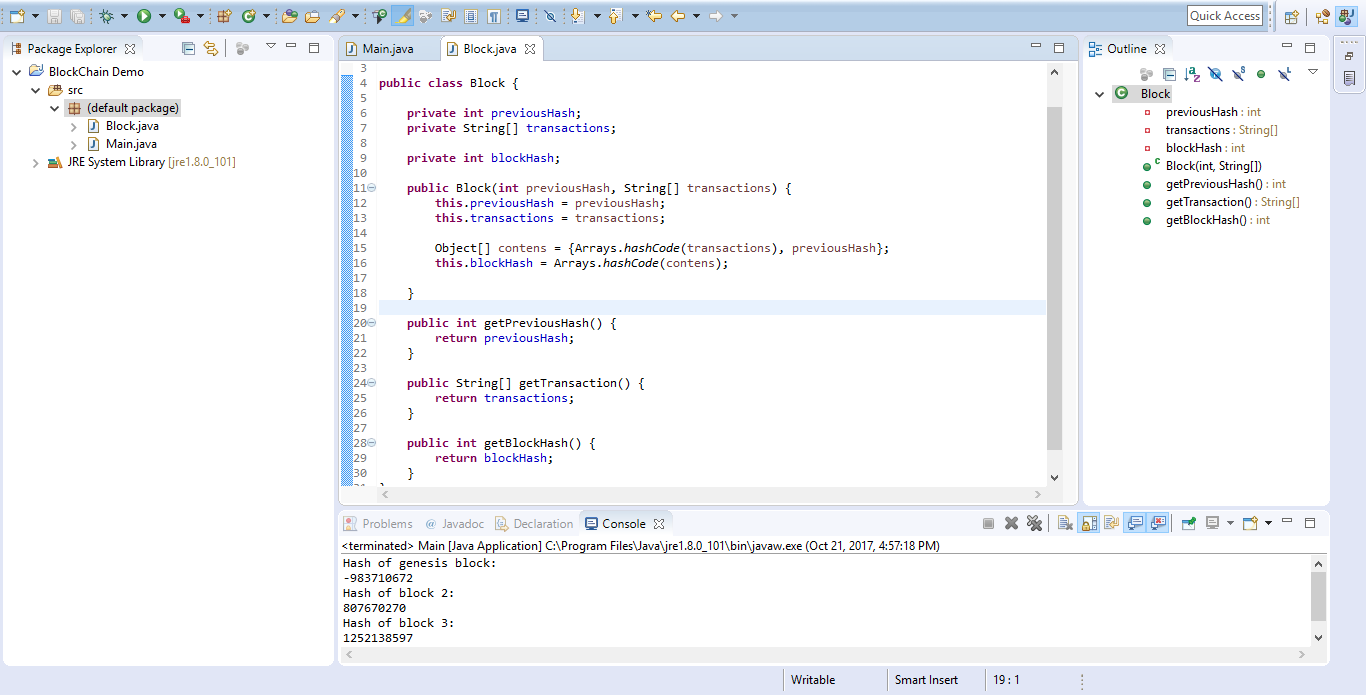 Quick Access
Package Explorer
BlockChain Demo
src
(default package)
Block.java
Main.java
JRE System Library [jre1.8.0_101]
Main.java
Block.java
3
4 public class Block {
5
6 private int previousHash;
7 private String[] transactions;
8
9 private int blockHash;
10
11 public Block(int previousHash, String[] transactions) {
12 this.previousHash = previousHash;
13 this.transactions = transactions;
14
15 Object[] contens = {Arrays.hashCode(transactions), previousHash};
16 this.blockHash = Arrays.hashCode(contens);
17
18 }
19
20 public int getPreviousHash() {
21 return previousHash;
22 }
23
24 public String[] getTransaction() {
25 return transactions;
26 }
27
28 public int getBlockHash() {
29 return blockHash;
30 }
Outline
Block
previousHash : int
transactions : String[]
blockHash : int
Block(int, String[])
getPreviousHash() : int
getTransaction() : String[]
getBlockHash() : int
Problems @ Javadoc Declaration Console
<terminated> Main [Java Application] C:\Program Files\Java\jre1.8.0_101\bin\javaw.exe (Oct 21, 2017, 4:57:18 PM)
Hash of genesis block:
-983710672
Hash of block 2:
807670270
Hash of block 3:
1252138597
Writable Smart Insert 19 : 1